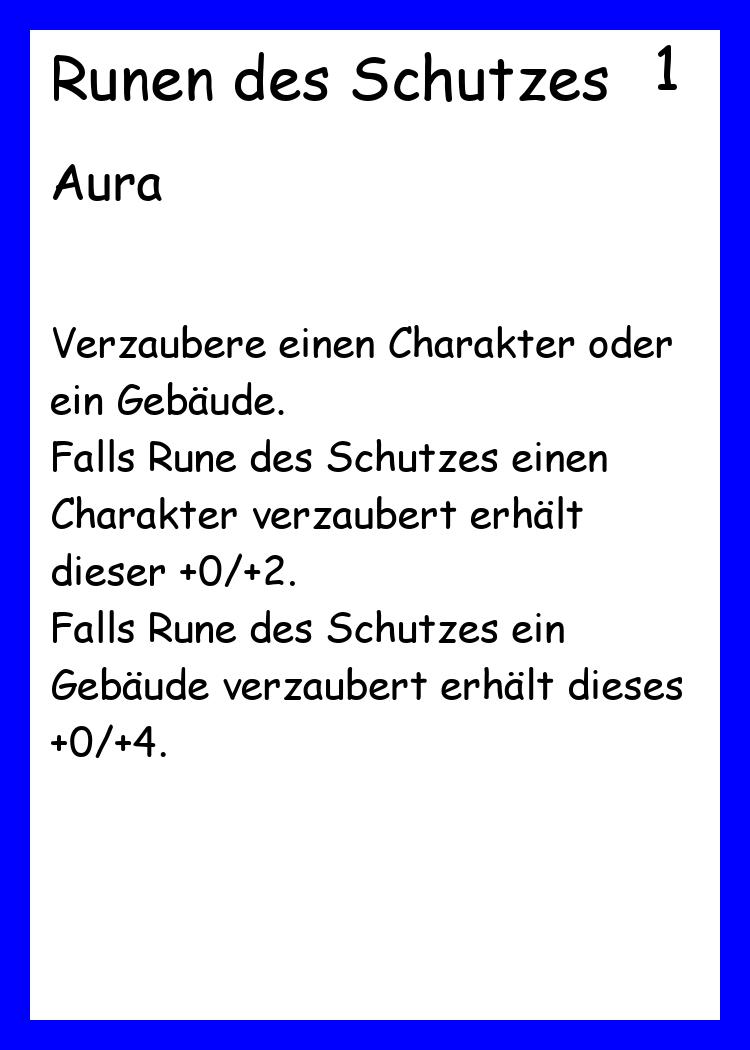 Runen des Schutzes 1
Aura
Verzaubere einen Charakter oder
ein Gebäude.
Falls Rune des Schutzes einen
Charakter verzaubert erhält
dieser +0/+2.
Falls Rune des Schutzes ein
Gebäude verzaubert erhält dieses
+0/+4.